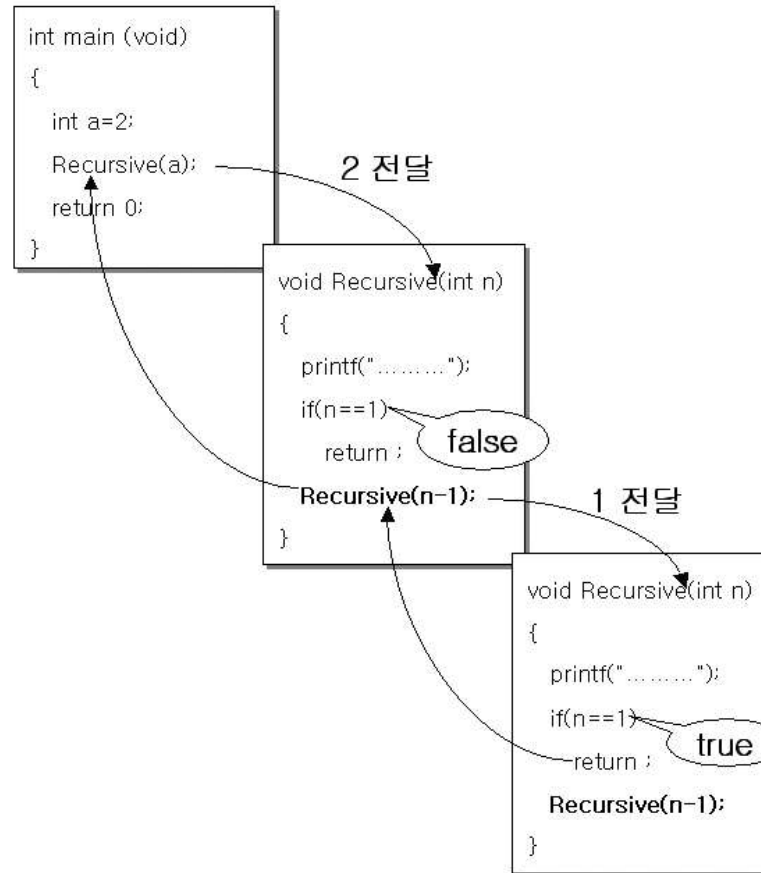 int main (void)
{
int a=2;
Recursive(a);
return 0;
}
2 전달
void Recursive(int n)
{
printf(".........");
if(n==1)
false
return ;
Recursive(n-1);
}
1 전달
void Recursive(int n)
{
printf(".........");
if(n==1)
true
return ;
Recursive(n-1);
}